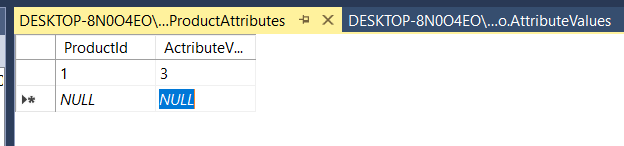 DESKTOP-8N0O4EO\...ProductAttributes DESKTOP-8N0O4EO\...o.AttributeValues
ProductId ActributeV...
1 3
NULL NULL